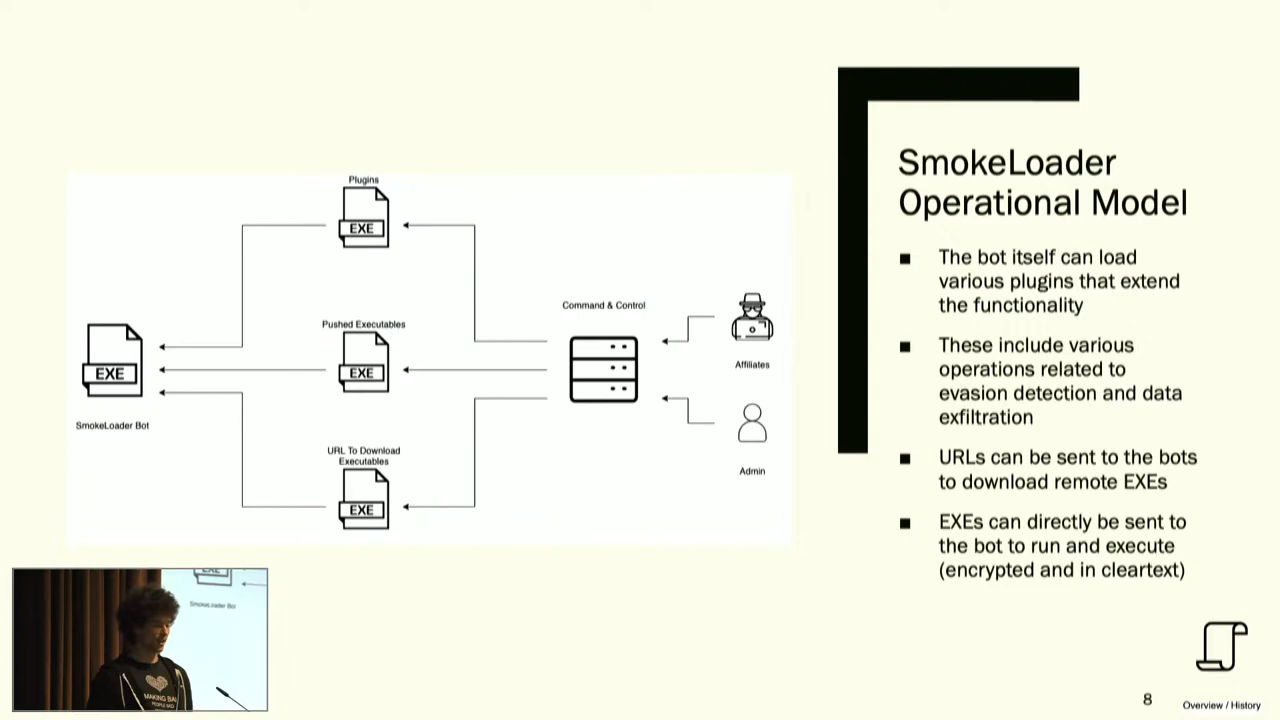 Plugins
EXE
Pushed Executables
EXE
URL To Download
Executables
EXE
EXE
SmokeLoader Bot
Command & Control
Affiliates
Admin
SmokeLoader
Operational Model
■ The bot itself can load
various plugins that extend
the functionality
■ These include various
operations related to
evasion detection and data
exfiltration
■ URLs can be sent to the bots
to download remote EXEs
■ EXEs can directly be sent to
the bot to run and execute
(encrypted and in cleartext)
SmokeLoader Bot
MAKING
8
Overview / History